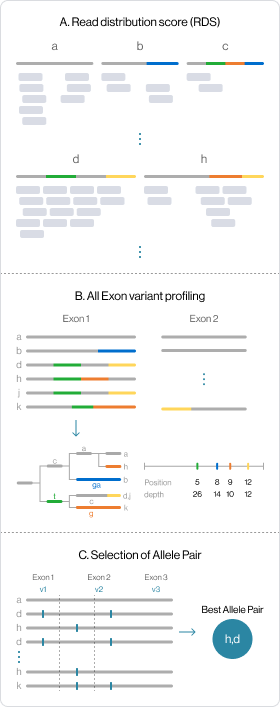 A. Read distribution score (RDS)
a b c
d h
B. All Exon variant profiling
Exon 1 Exon 2
a
b
d
h
j
k
a
c
a
h
b
ga
t
d,j
c
k
g
Position 5 8 9 12
depth 26 14 10 12
C. Selection of Allele Pair
Exon 1 Exon 2 Exon 3
v1 v2 v3
a
d
h
d
h
k
Best Allele Pair
h,d